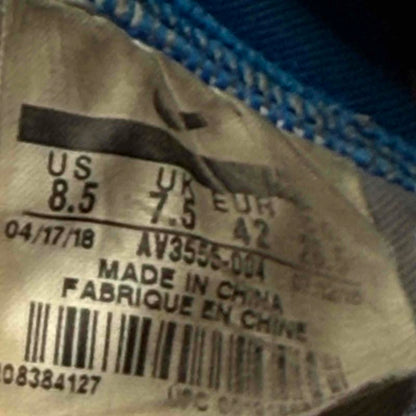 US UK EUR
8.5 7.5 42
04/17/18 AV3555-004
MADE IN CHINA
FABRIQUE EN CHINE
08384127 UPC